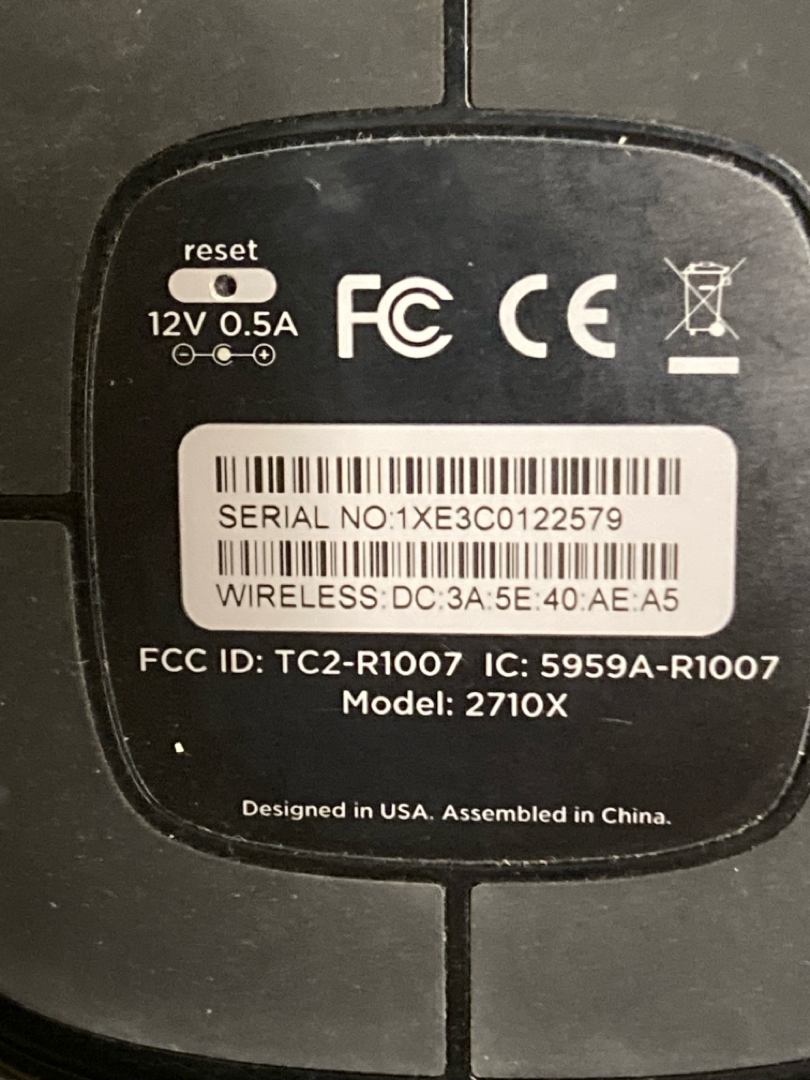 reset
12V 0.5A
FC CE
SERIAL NO:1XE3C0122579
WIRELESS:DC:3A:5E:40:AE:A5
FCC ID: TC2-R1007 IC: 5959A-R1007
Model: 2710X
Designed in USA. Assembled in China.